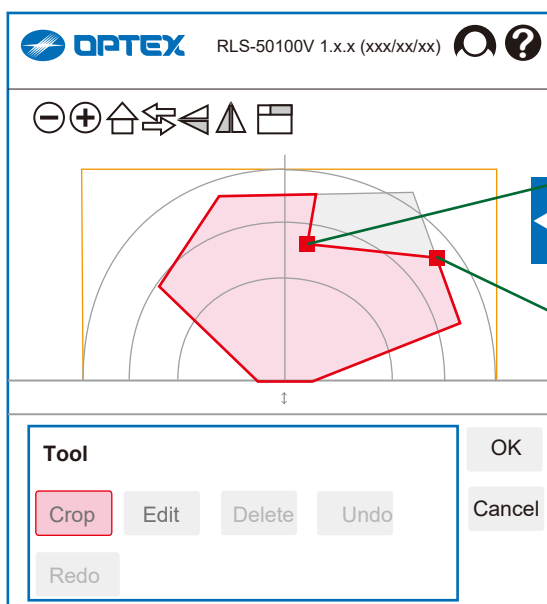 OPTEX RLS-50100V 1.x.x (xxx/xx/xx) ?
Tool
OK
Crop Edit Delete Undo
Cancel
Redo